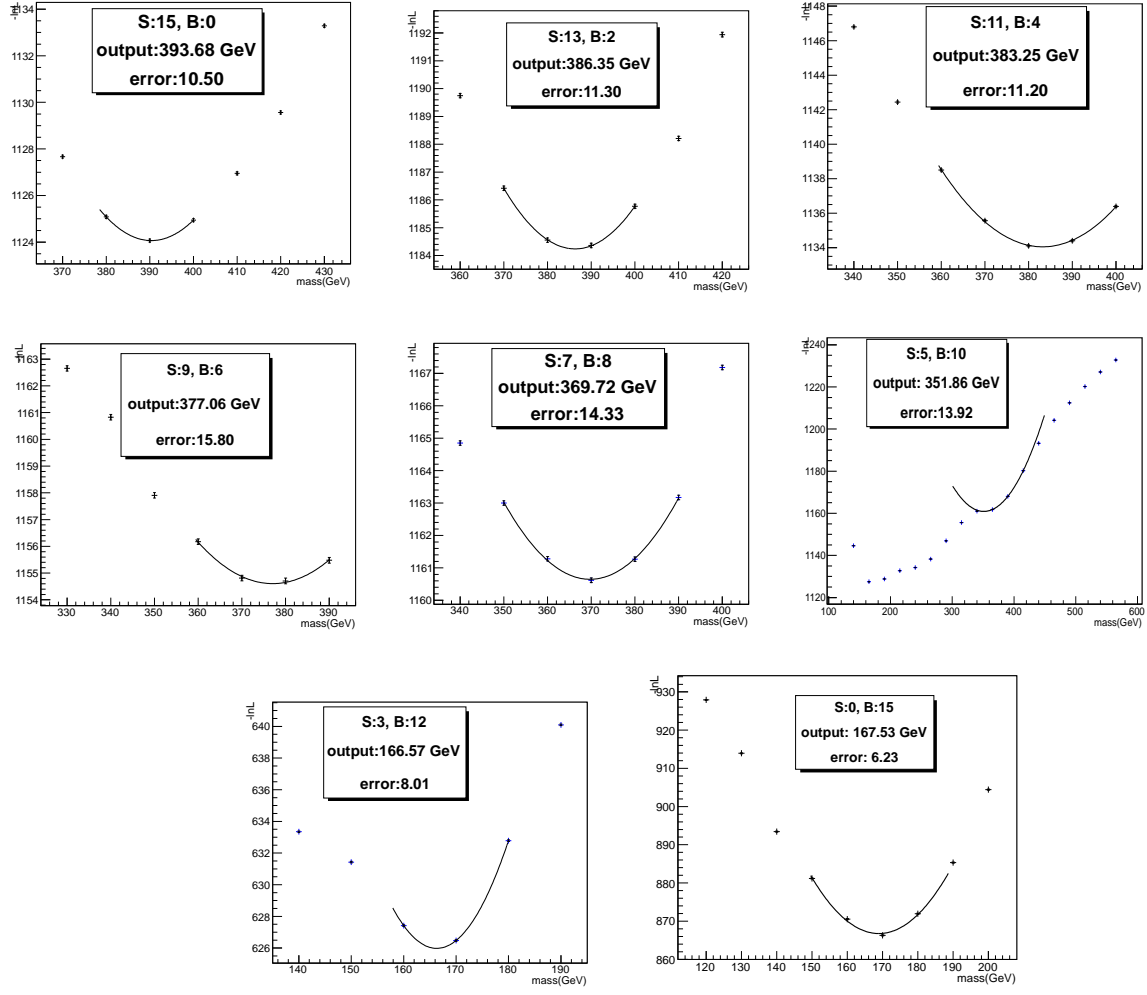 -lnL
1134
1133
1130
1128
1126
1124
370 380 390 400 410 420 430
mass(GeV)
S:15, B:0
output:393.68 GeV
error:10.50
-lnL
1192
1191
1190
1189
1188
1187
1186
1185
1184
360 370 380 390 400 410 420
mass(GeV)
S:13, B:2
output:386.35 GeV
error:11.30
-lnL
1148
1146
1144
1142
1140
1138
1136
1134
340 350 360 370 380 390 400
mass(GeV)
S:11, B:4
output:383.25 GeV
error:11.20
-lnL
1163
1162
1161
1160
1159
1158
1157
1156
1155
1154
330 340 350 360 370 380 390
mass(GeV)
S:9, B:6
output:377.06 GeV
error:15.80
-lnL
1167
1166
1165
1164
1163
1162
1161
1160
340 350 360 370 380 390 400
mass(GeV)
S:7, B:8
output:369.72 GeV
error:14.33
-lnL
1240
1220
1200
1180
1160
1140
1120
100 200 300 400 500 600
mass(GeV)
S:5, B:10
output: 351.86 GeV
error:13.92
-lnL
640
638
636
634
632
630
628
626
140 150 160 170 180 190
mass(GeV)
S:3, B:12
output:166.57 GeV
error:8.01
-lnL
930
920
910
900
890
880
870
860
120 130 140 150 160 170 180 190 200
mass(GeV)
S:0, B:15
output: 167.53 GeV
error: 6.23